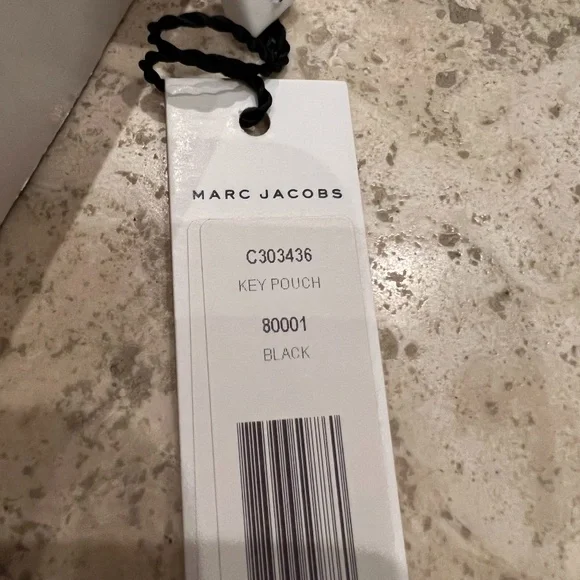 MARC JACOBS
C303436
KEY POUCH
80001
BLACK